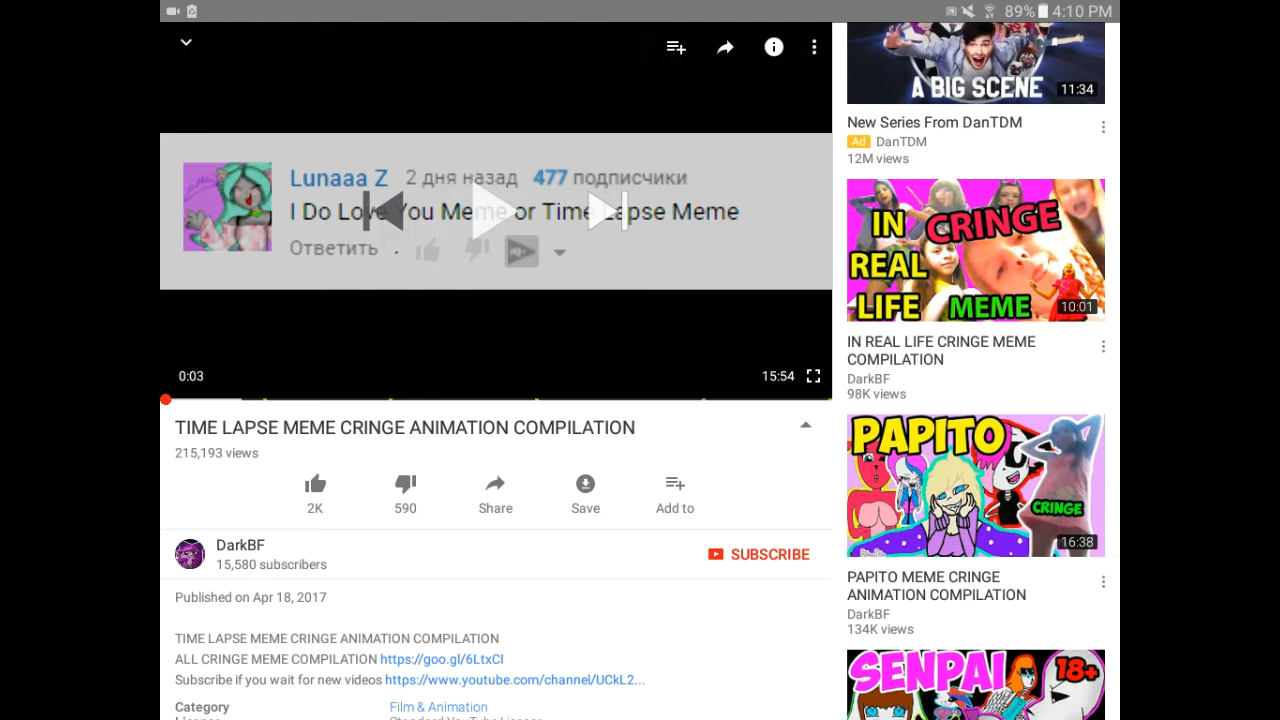 89% 4:10 PM
Lunaaa Z 2 дня назад 477 подписчики
I Do Love You Meme or Time Lapse Meme
Ответить
0:03
15:54
TIME LAPSE MEME CRINGE ANIMATION COMPILATION
215,193 views
2K 590 Share Save Add to
DarkBF
15,580 subscribers
SUBSCRIBE
Published on Apr 18, 2017
TIME LAPSE MEME CRINGE ANIMATION COMPILATION
ALL CRINGE MEME COMPILATION https://goo.gl/6LtxCI
Subscribe if you wait for new videos https://www.youtube.com/channel/UCkL2...
Category Film & Animation
A BIG SCENE
11:34
New Series From DanTDM
Ad DanTDM
12M views
IN CRINGE
REAL
LIFE MEME
10:01
IN REAL LIFE CRINGE MEME
COMPILATION
DarkBF
98K views
PAPITO
CRINGE
16:38
PAPITO MEME CRINGE
ANIMATION COMPILATION
DarkBF
134K views
SENPAI 18+